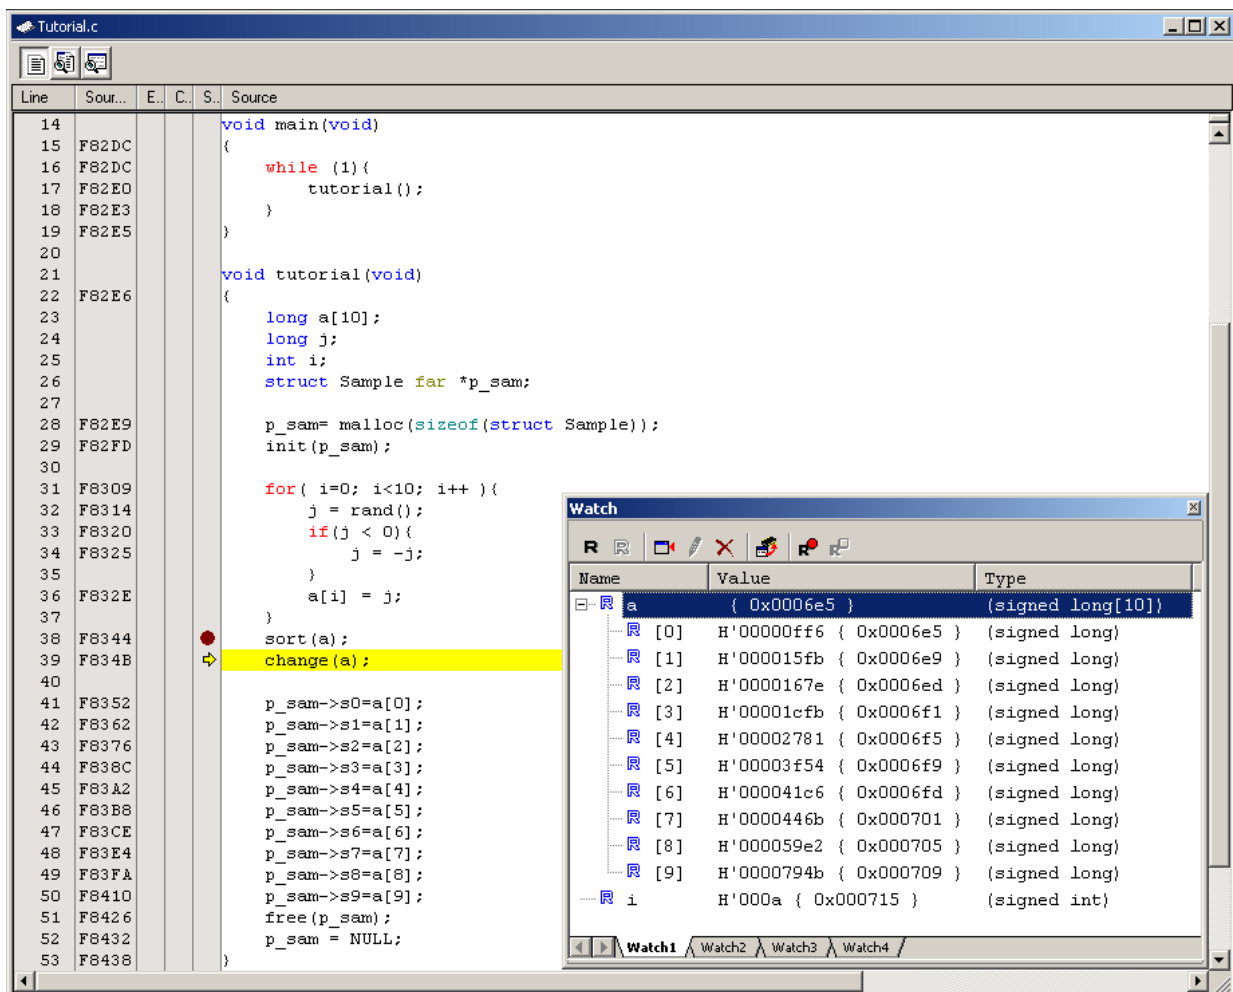 Tutorial.c
Line Sour... E.. C.. S.. Source
14 void main(void)
15 F82DC {
16 F82DC while (1){
17 F82E0 tutorial();
18 F82E3 }
19 F82E5 }
20
21 void tutorial(void)
22 F82E6 {
23 long a[10];
24 long j;
25 int i;
26 struct Sample far *p_sam;
27
28 F82E9 p_sam= malloc(sizeof(struct Sample));
29 F82FD init(p_sam);
30
31 F8309 for( i=0; i<10; i++ ){
32 F8314 j = rand();
33 F8320 if(j < 0){
34 F8325 j = -j;
35 }
36 F832E a[i] = j;
37 }
38 F8344 sort(a);
39 F834B change(a);
40
41 F8352 p_sam->s0=a[0];
42 F8362 p_sam->s1=a[1];
43 F8376 p_sam->s2=a[2];
44 F838C p_sam->s3=a[3];
45 F83A2 p_sam->s4=a[4];
46 F83B8 p_sam->s5=a[5];
47 F83CE p_sam->s6=a[6];
48 F83E4 p_sam->s7=a[7];
49 F83FA p_sam->s8=a[8];
50 F8410 p_sam->s9=a[9];
51 F8426 free(p_sam);
52 F8432 p_sam = NULL;
53 F8438 }
Watch
R R R R
Name Value Type
R a { 0x0006e5 } (signed long[10])
R [0] H'00000ff6 { 0x0006e5 } (signed long)
R [1] H'000015fb { 0x0006e9 } (signed long)
R [2] H'0000167e { 0x0006ed } (signed long)
R [3] H'00001cfb { 0x0006f1 } (signed long)
R [4] H'00002781 { 0x0006f5 } (signed long)
R [5] H'00003f54 { 0x0006f9 } (signed long)
R [6] H'000041c6 { 0x0006fd } (signed long)
R [7] H'0000446b { 0x000701 } (signed long)
R [8] H'000059e2 { 0x000705 } (signed long)
R [9] H'0000794b { 0x000709 } (signed long)
R i H'000a { 0x000715 } (signed int)
Watch1 Watch2 Watch3 Watch4